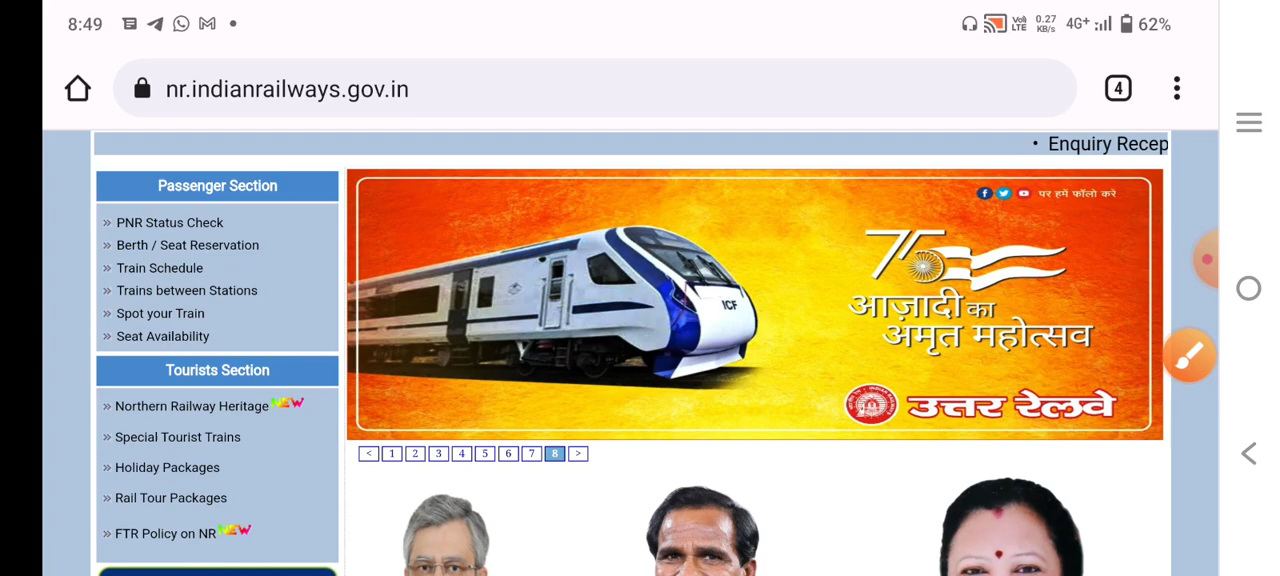 8:49
VoII LTE
0.27 KB/s
4G+
62%
nr.indianrailways.gov.in
4
• Enquiry Recep
Passenger Section
» PNR Status Check
» Berth / Seat Reservation
» Train Schedule
» Trains between Stations
» Spot your Train
» Seat Availability
Tourists Section
» Northern Railway Heritage NEW
» Special Tourist Trains
» Holiday Packages
» Rail Tour Packages
» FTR Policy on NR NEW
पर हमें फॉलो करे
75
आज़ादी का
अमृत महोत्सव
ICF
उत्तर रेलवे
< 1 2 3 4 5 6 7 8 >